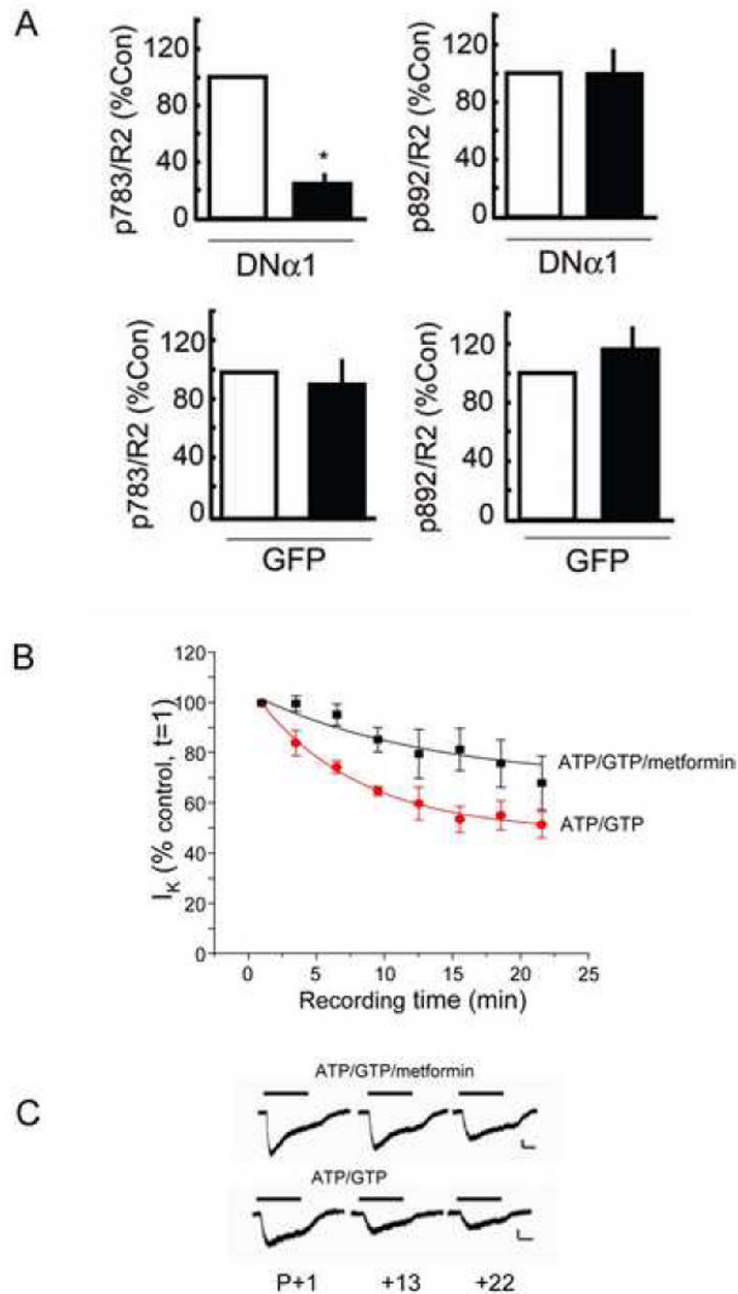 A
p783/R2 (%Con)
120
80
40
0
*
DNα1
p892/R2 (%Con)
120
80
40
0
DNα1
p783/R2 (%Con)
120
80
40
0
GFP
p892/R2 (%Con)
120
80
40
0
GFP
B
I_K (% control, t=1)
120
100
80
60
40
20
0
ATP/GTP/metformin
ATP/GTP
0 5 10 15 20 25
Recording time (min)
C
ATP/GTP/metformin
ATP/GTP
P+1 +13 +22